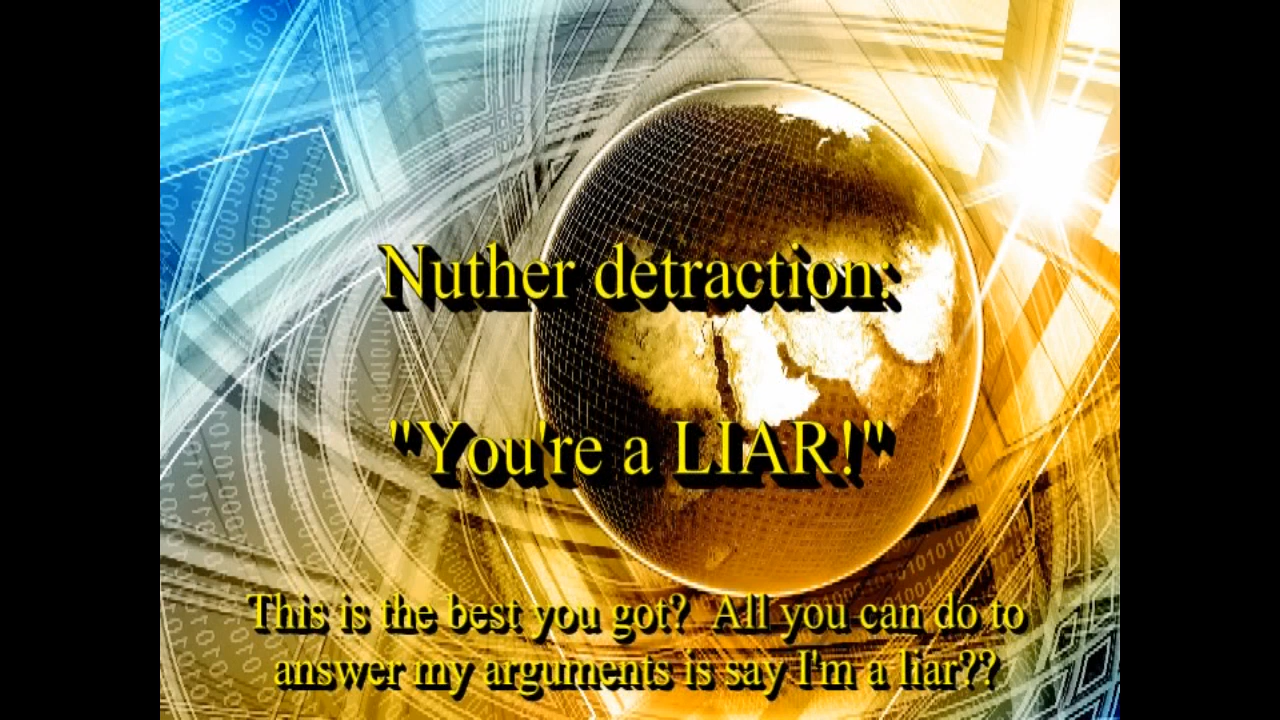 Nuther detraction:
"You're a LIAR!"
This is the best you got?  All you can do to
answer my arguments is say I'm a liar??